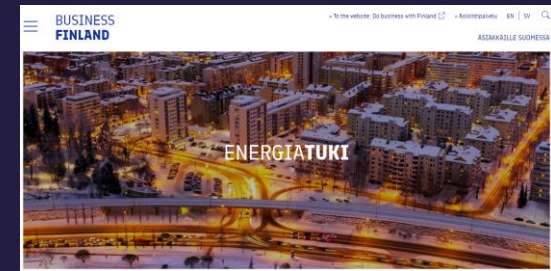 BUSINESS
FINLAND
» To the website: Do business with Finland
» Asiointipalvelu
EN | SV
ASIAKKAILLE SUOMESSA
ENERGIATUKI